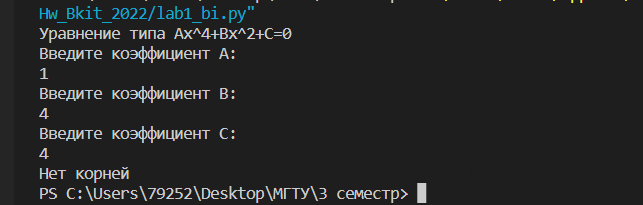 Hw_Bkit_2022/lab1_bi.py"
Уравнение типа Ax^4+Bx^2+C=0
Введите коэффициент A:
1
Введите коэффициент B:
4
Введите коэффициент C:
4
Нет корней
PS C:\Users\79252\Desktop\МГТУ\3 семестр>